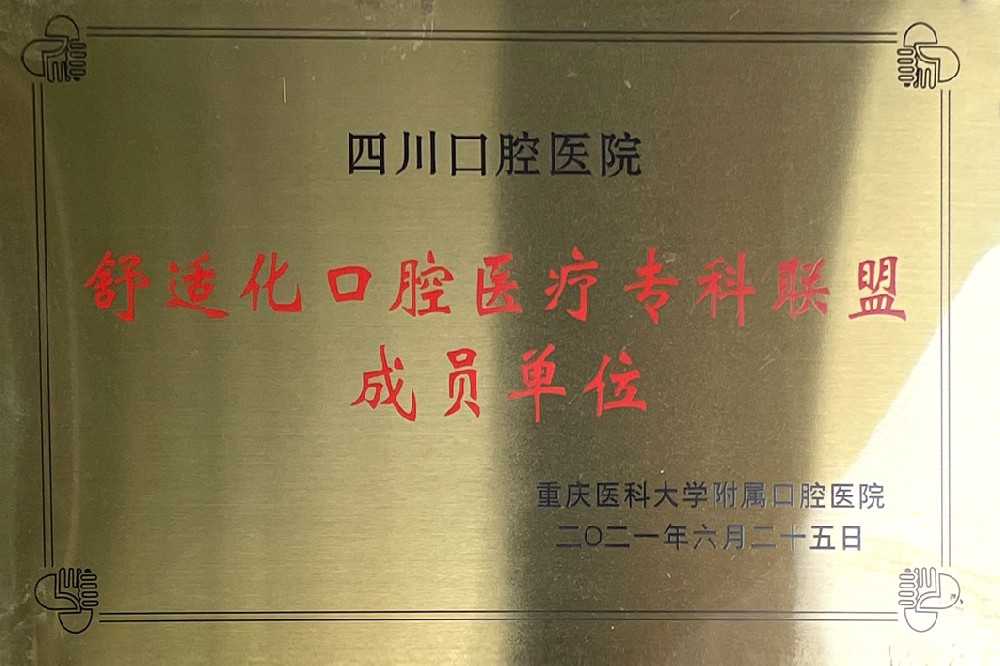 四川口腔医院
舒适化口腔医疗专科联盟
成员单位
重庆医科大学附属口腔医院
二〇二一年六月二十五日